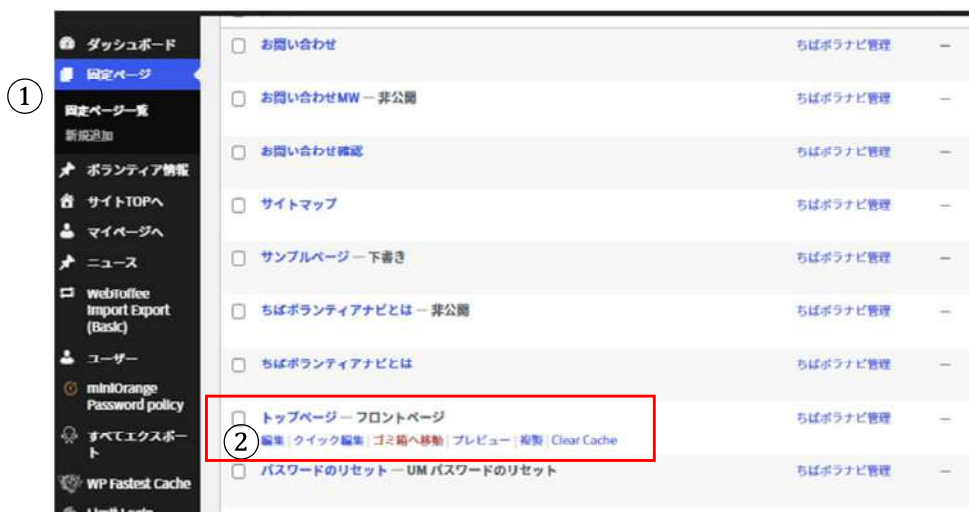 ①
ダッシュボード
固定ページ
固定ページ一覧
新規追加
ボランティア情報
サイトTOPへ
マイページへ
ニュース
WebToffee
Import Export
(Basic)
ユーザー
miniOrange
Password policy
すべてエクスポー
ト
WP Fastest Cache
お問い合わせ ちばボラナビ管理 —
お問い合わせMW — 非公開 ちばボラナビ管理 —
お問い合わせ確認 ちばボラナビ管理 —
サイトマップ ちばボラナビ管理 —
サンプルページ — 下書き ちばボラナビ管理 —
ちばボランティアナビとは — 非公開 ちばボラナビ管理 —
ちばボランティアナビとは ちばボラナビ管理 —
トップページ — フロントページ ちばボラナビ管理 —
② 編集 | クイック編集 | ゴミ箱へ移動 | プレビュー | 複製 | Clear Cache
パスワードのリセット — UM パスワードのリセット ちばボラナビ管理 —